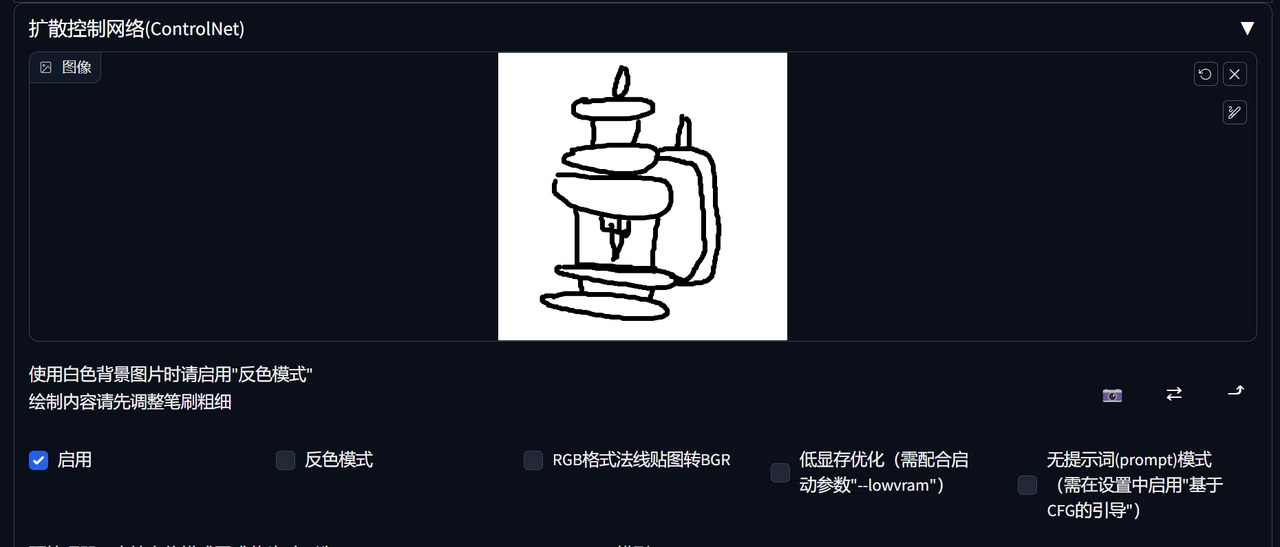 扩散控制网络(ControlNet)
图像
使用白色背景图片时请启用"反色模式"
绘制内容请先调整笔刷粗细
启用
反色模式
RGB格式法线贴图转BGR
低显存优化（需配合启
动参数"--lowvram"）
无提示词(prompt)模式
（需在设置中启用"基于
CFG的引导"）